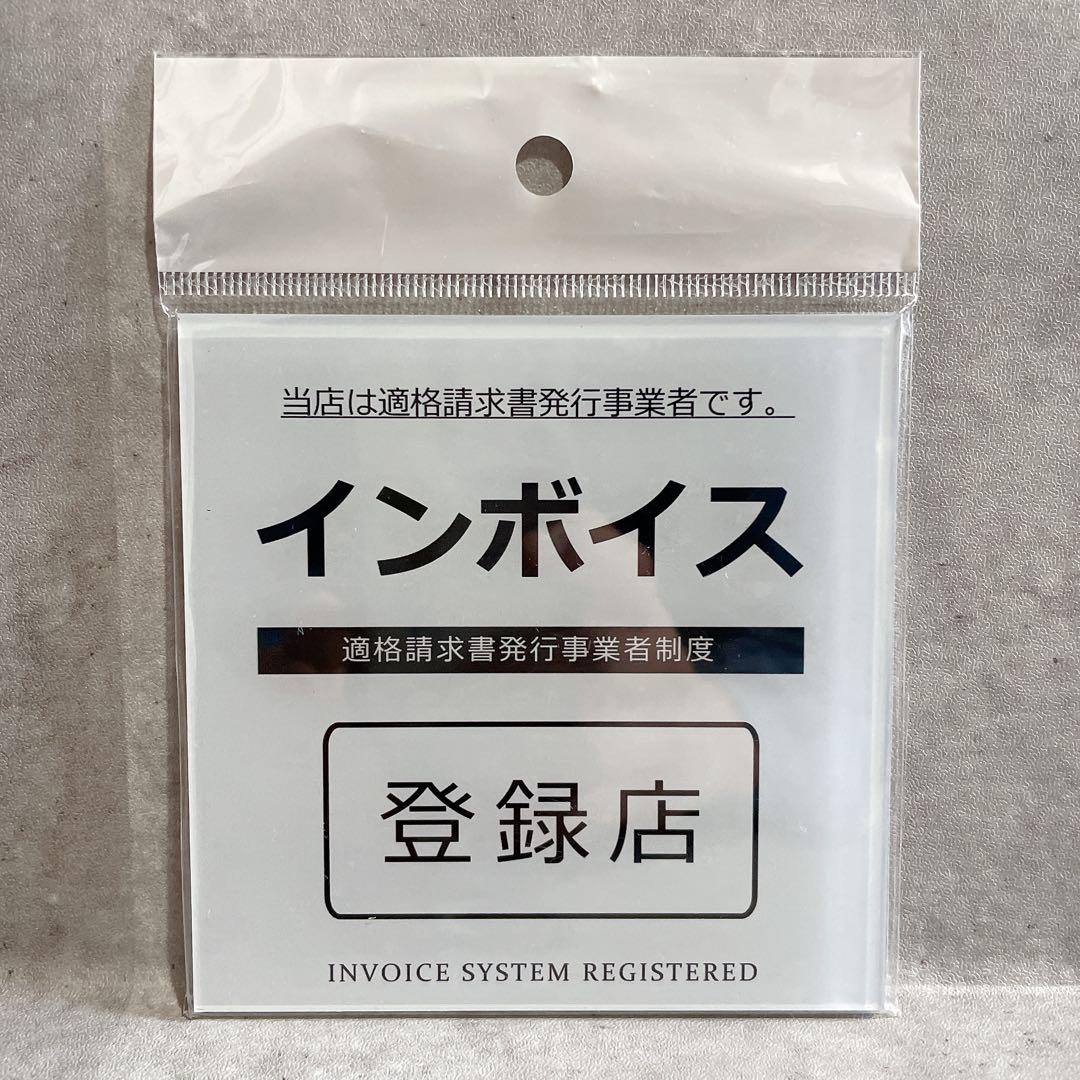 当店は適格請求書発行事業者です。
インボイス
適格請求書発行事業者制度
登録店
INVOICE SYSTEM REGISTERED